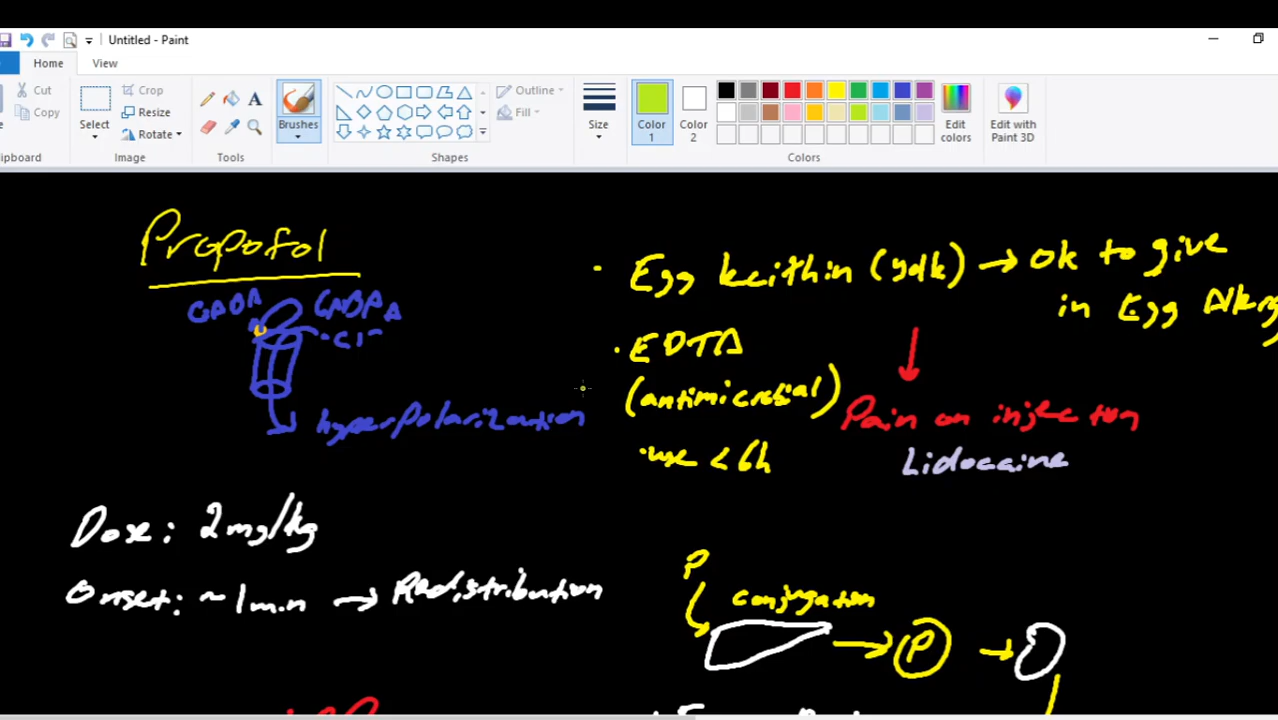 Untitled - Paint
Home
View
Cut
Copy
lipboard
Select
Crop
Resize
Rotate
Image
Tools
Brushes
Shapes
Outline
Fill
Size
Color 1
Color 2
Edit colors
Colors
Edit with Paint 3D
Propofol
GABA
GABA A
Cl-
hyperpolarization
Dose: 2mg/kg
Onset: ~1min → Redistribution
• Egg (yolk) → ok to give
in Egg
• EDTA
(antimicrobial)
• use < 6h
Pain on injection
Lidocaine
P
conjugation
P